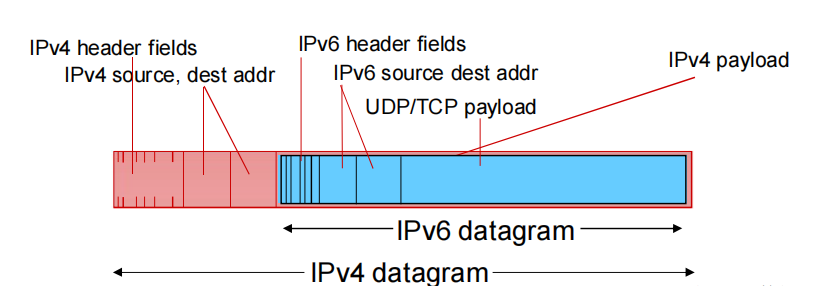 IPv4 header fields
IPv4 source, dest addr
IPv6 header fields
IPv6 source dest addr
UDP/TCP payload
IPv4 payload
IPv6 datagram
IPv4 datagram